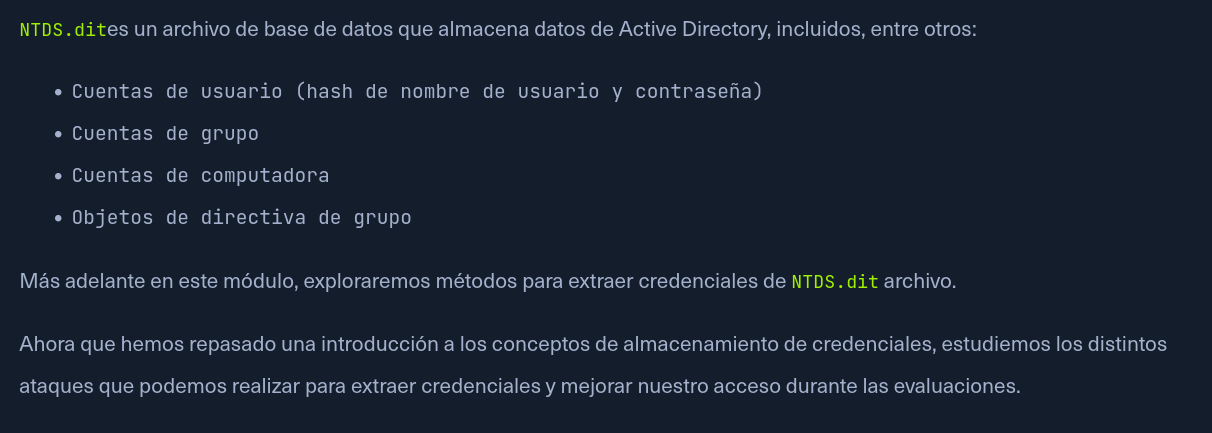 NTDS.dites un archivo de base de datos que almacena datos de Active Directory, incluidos, entre otros:
• Cuentas de usuario (hash de nombre de usuario y contraseña)
• Cuentas de grupo
• Cuentas de computadora
• Objetos de directiva de grupo
Más adelante en este módulo, exploraremos métodos para extraer credenciales de NTDS.dit archivo.
Ahora que hemos repasado una introducción a los conceptos de almacenamiento de credenciales, estudiemos los distintos
ataques que podemos realizar para extraer credenciales y mejorar nuestro acceso durante las evaluaciones.